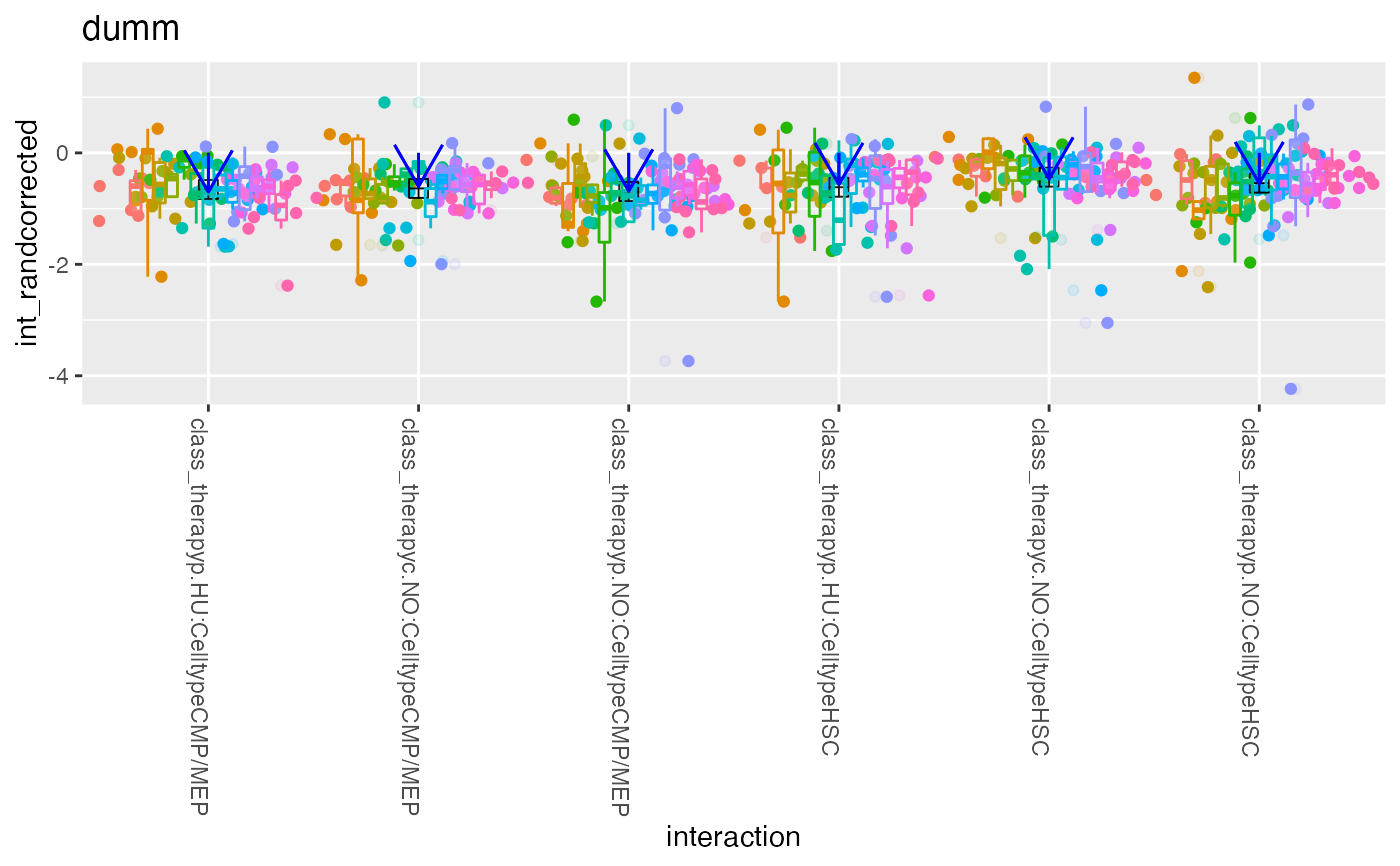 dumm
int_randcorrected
0
-2
-4
class_therapyp.HU:CelltypeCMP/MEP
class_therapyc.NO:CelltypeCMP/MEP
class_therapyp.NO:CelltypeCMP/MEP
class_therapyp.HU:CelltypeHSC
class_therapyc.NO:CelltypeHSC
class_therapyp.NO:CelltypeHSC
interaction